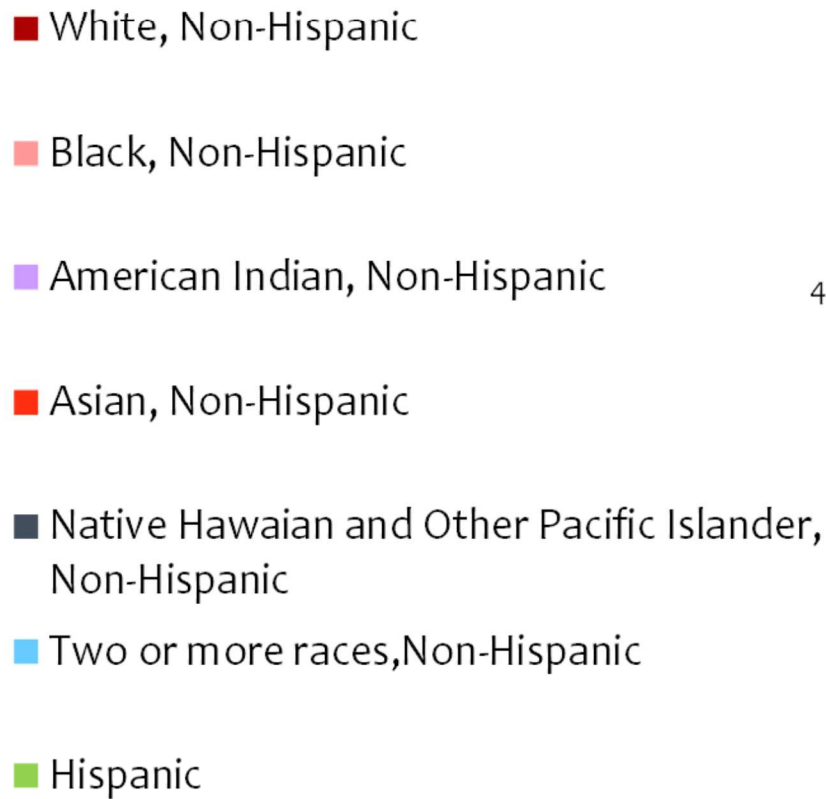 White, Non-Hispanic
Black, Non-Hispanic
American Indian, Non-Hispanic
4
Asian, Non-Hispanic
Native Hawaian and Other Pacific Islander,
Non-Hispanic
Two or more races,Non-Hispanic
Hispanic